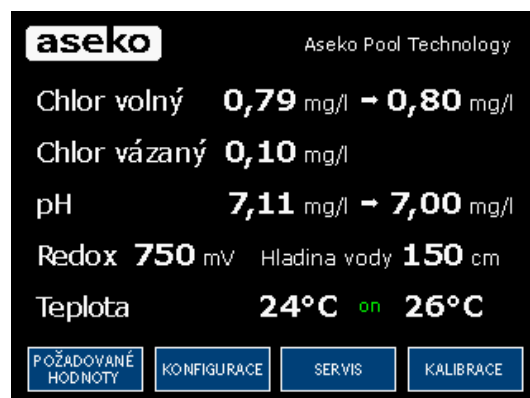 aseko Aseko Pool Technology
Chlor volný 0,79 mg/l → 0,80 mg/l
Chlor vázaný 0,10 mg/l
pH 7,11 mg/l → 7,00 mg/l
Redox 750 mV Hladina vody 150 cm
Teplota 24°C on 26°C
POŽADOVANÉ
HODNOTY KONFIGURACE SERVIS KALIBRACE